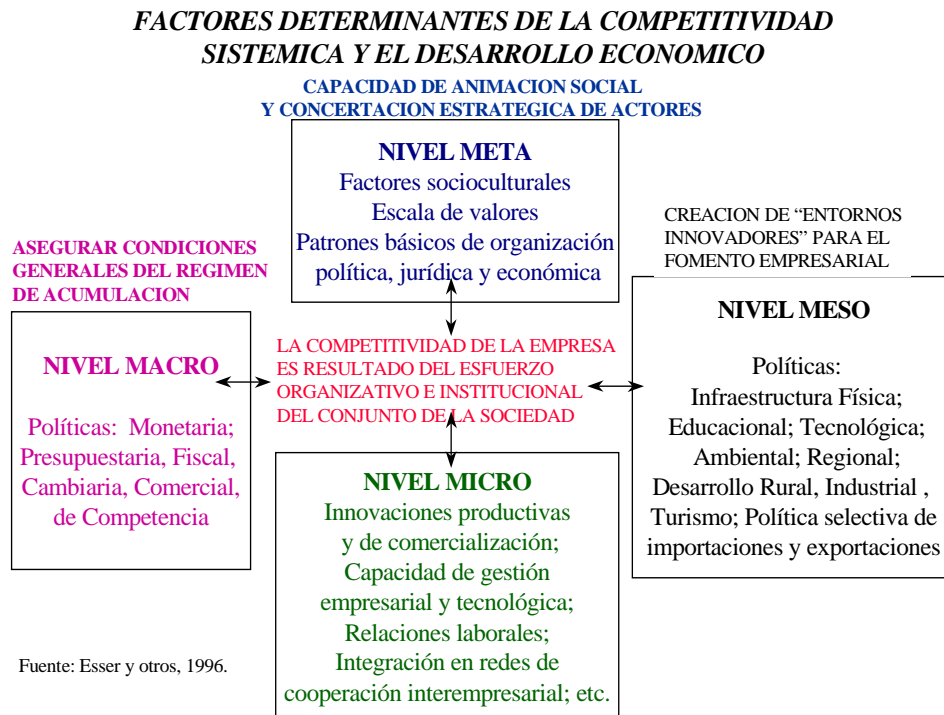 FACTORES DETERMINANTES DE LA COMPETITIVIDAD
SISTEMICA Y EL DESARROLLO ECONOMICO
CAPACIDAD DE ANIMACION SOCIAL
Y CONCERTACION ESTRATEGICA DE ACTORES
NIVEL META
Factores socioculturales
Escala de valores
Patrones básicos de organización
política, jurídica y económica
ASEGURAR CONDICIONES
GENERALES DEL REGIMEN
DE ACUMULACION
NIVEL MACRO
Políticas: Monetaria;
Presupuestaria, Fiscal,
Cambiaria, Comercial,
de Competencia
LA COMPETITIVIDAD DE LA EMPRESA
ES RESULTADO DEL ESFUERZO
ORGANIZATIVO E INSTITUCIONAL
DEL CONJUNTO DE LA SOCIEDAD
CREACION DE “ENTORNOS
INNOVADORES” PARA EL
FOMENTO EMPRESARIAL
NIVEL MESO
Políticas:
Infraestructura Física;
Educacional; Tecnológica;
Ambiental; Regional;
Desarrollo Rural, Industrial ,
Turismo; Política selectiva de
importaciones y exportaciones
NIVEL MICRO
Innovaciones productivas
y de comercialización;
Capacidad de gestión
empresarial y tecnológica;
Relaciones laborales;
Integración en redes de
cooperación interempresarial; etc.
Fuente: Esser y otros, 1996.